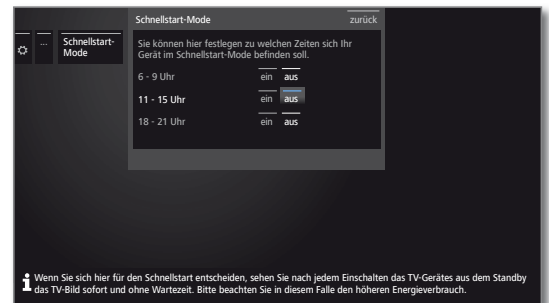 Schnellstart-Mode
zurück
...
Schnellstart-
Mode
Sie können hier festlegen zu welchen Zeiten sich Ihr
Gerät im Schnellstart-Mode befinden soll.
6 - 9 Uhr ein aus
11 - 15 Uhr ein aus
18 - 21 Uhr ein aus
Wenn Sie sich hier für den Schnellstart entscheiden, sehen Sie nach jedem Einschalten das TV-Gerätes aus dem Standby
das TV-Bild sofort und ohne Wartezeit. Bitte beachten Sie in diesem Falle den höheren Energieverbrauch.